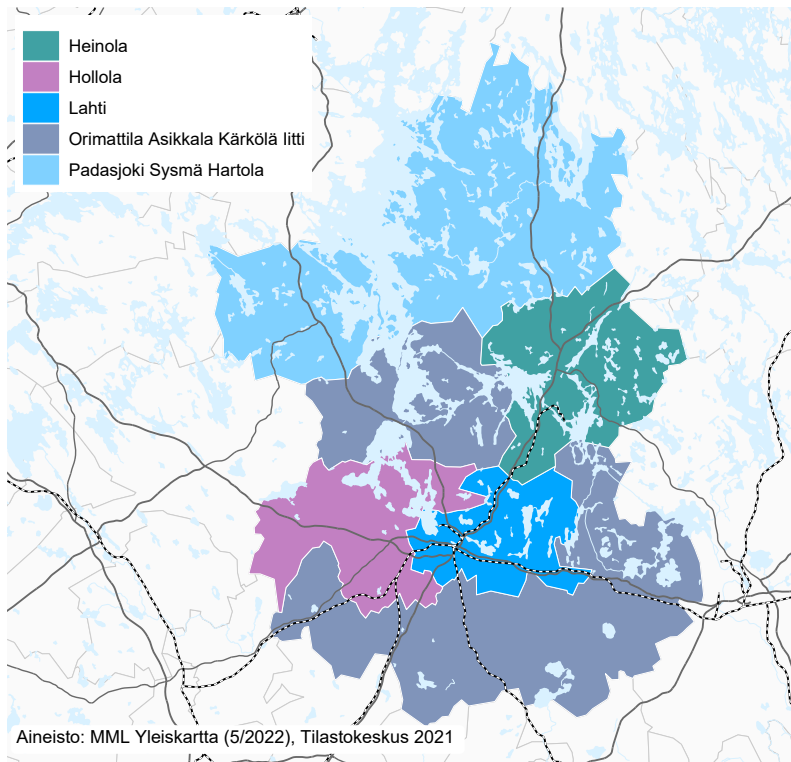 Heinola
Hollola
Lahti
Orimattila Asikkala Kärkölä Iitti
Padasjoki Sysmä Hartola
Aineisto: MML Yleiskartta (5/2022), Tilastokeskus 2021